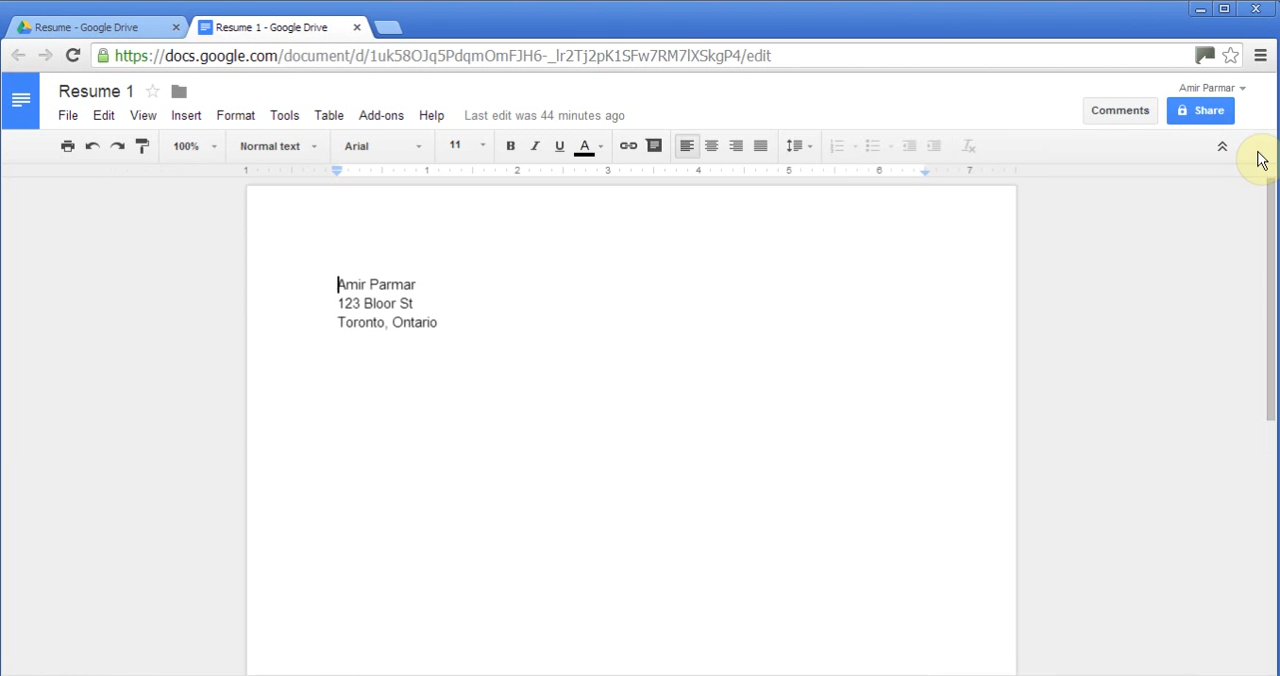 Resume - Google Drive
Resume 1 - Google Drive
https://docs.google.com/document/d/1uk58OJq5PdqmOmFJH6-_lr2Tj2pK1SFw7RM7lXSkgP4/edit
Resume 1
Amir Parmar
File Edit View Insert Format Tools Table Add-ons Help Last edit was 44 minutes ago
Comments
Share
100% Normal text Arial 11 B I U A
1 1 2 3 4 5 6 7
Amir Parmar
123 Bloor St
Toronto, Ontario